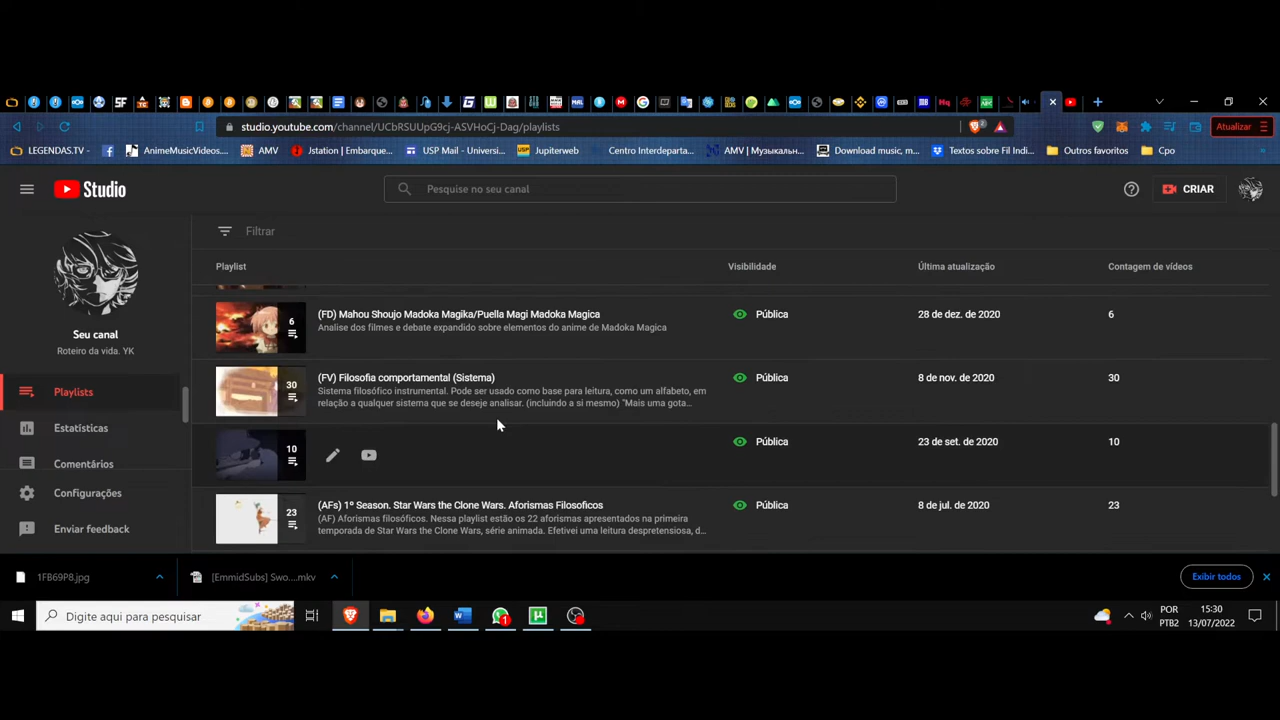 studio.youtube.com/channel/UCbRSUUpG9cj-ASVHoCj-Dag/playlists
2
Atualizar
LEGENDAS.TV -
AnimeMusicVideos...
AMV
Jstation | Embarque...
USP Mail - Universi...
Jupiterweb
Centro Interdeparta...
AMV | Музыкальн...
Download music, m...
Textos sobre Fil Indi...
Outros favoritos
Cpo
Studio
Pesquise no seu canal
CRIAR
Filtrar
Playlist
Visibilidade
Última atualização
Contagem de vídeos
Seu canal
Roteiro da vida. YK
Playlists
Estatísticas
Comentários
Configurações
Enviar feedback
6
(FD) Mahou Shoujo Madoka Magika/Puella Magi Madoka Magica
Analise dos filmes e debate expandido sobre elementos do anime de Madoka Magica
Pública
28 de dez. de 2020
6
30
(FV) Filosofia comportamental (Sistema)
Sistema filosófico instrumental. Pode ser usado como base para leitura, como um alfabeto, em
relação a qualquer sistema que se deseje analisar. (incluindo a si mesmo) "Mais uma gota...
Pública
8 de nov. de 2020
30
10
Pública
23 de set. de 2020
10
23
(AFs) 1º Season. Star Wars the Clone Wars. Aforismas Filosoficos
(AF) Aforismas filosóficos. Nessa playlist estão os 22 aforismas apresentados na primeira
temporada de Star Wars the Clone Wars, série animada. Efetivei uma leitura despretensiosa, d...
Pública
8 de jul. de 2020
23
1FB69P8.jpg
[EmmidSubs] Swo....mkv
Exibir todos
Digite aqui para pesquisar
1
POR
PTB2
15:30
13/07/2022